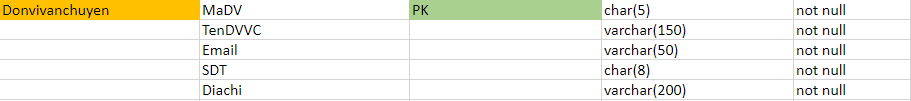 Donvivanchuyen MaDV PK char(5) not null
TenDVVC varchar(150) not null
Email varchar(50) not null
SDT char(8) not null
Diachi varchar(200) not null